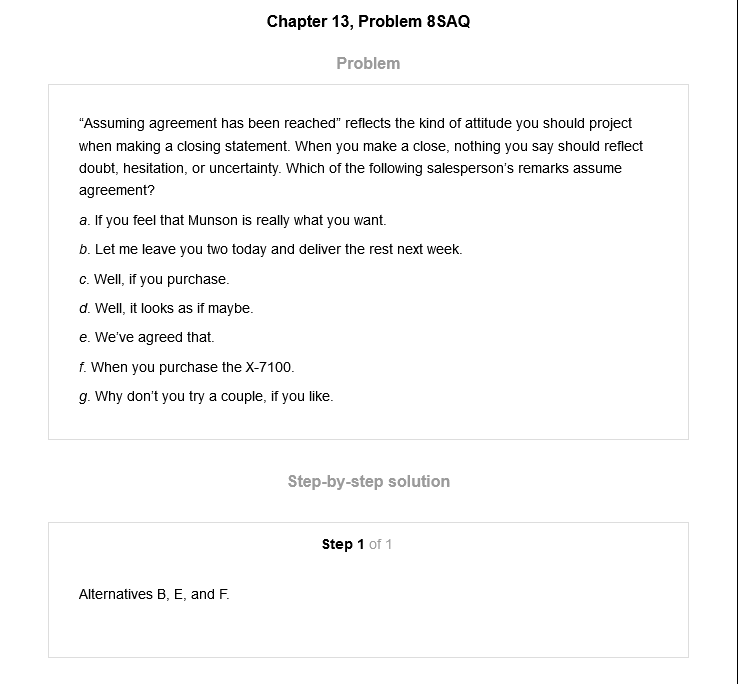 Chapter 13, Problem 8SAQ
Problem
“Assuming agreement has been reached” reflects the kind of attitude you should project
when making a closing statement. When you make a close, nothing you say should reflect
doubt, hesitation, or uncertainty. Which of the following salesperson’s remarks assume
agreement?
a. If you feel that Munson is really what you want.
b. Let me leave you two today and deliver the rest next week.
c. Well, if you purchase.
d. Well, it looks as if maybe.
e. We’ve agreed that.
f. When you purchase the X-7100.
g. Why don’t you try a couple, if you like.
Step-by-step solution
Step 1 of 1
Alternatives B, E, and F.